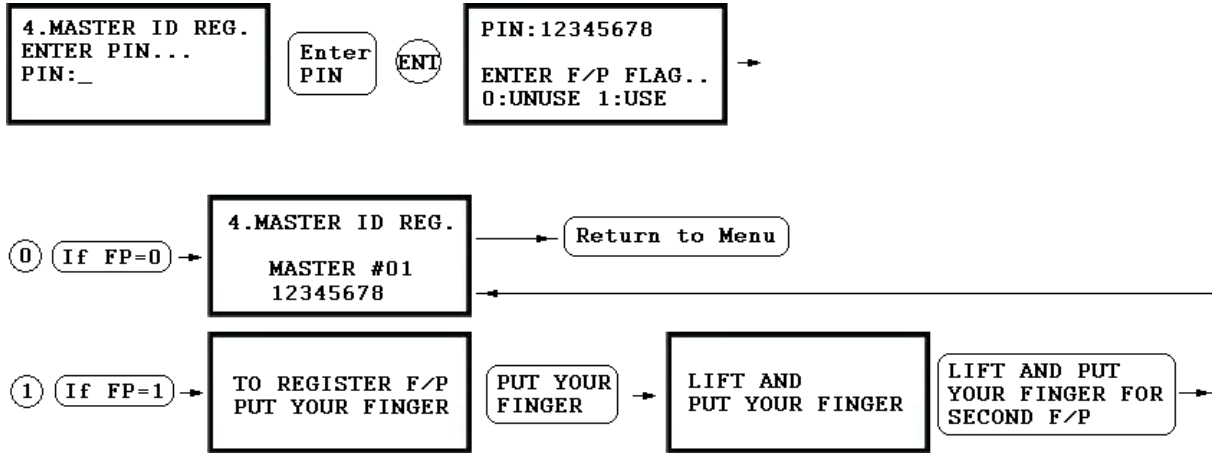 4.MASTER ID REG.
ENTER PIN...
PIN:_
Enter
PIN
ENT
PIN:12345678
ENTER F/P FLAG..
0:UNUSE 1:USE
0
If FP=0
4.MASTER ID REG.
MASTER #01
12345678
Return to Menu
1
If FP=1
TO REGISTER F/P
PUT YOUR FINGER
PUT YOUR
FINGER
LIFT AND
PUT YOUR FINGER
LIFT AND PUT
YOUR FINGER FOR
SECOND F/P